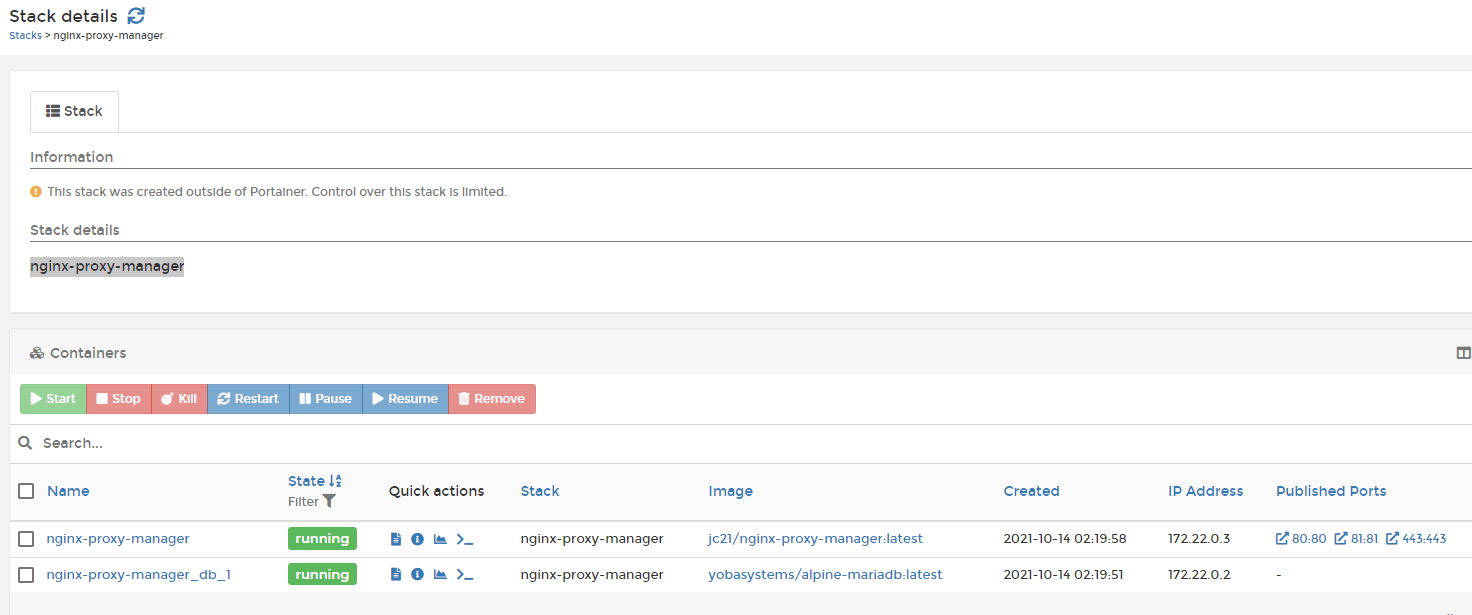 Stack details
Stacks > nginx-proxy-manager
Stack
Information
This stack was created outside of Portainer. Control over this stack is limited.
Stack details
nginx-proxy-manager
Containers
Start Stop Kill Restart Pause Resume Remove
Search...
Name State Filter Quick actions Stack Image Created IP Address Published Ports
nginx-proxy-manager running nginx-proxy-manager jc21/nginx-proxy-manager:latest 2021-10-14 02:19:58 172.22.0.3 80:80 81:81 443:443
nginx-proxy-manager_db_1 running nginx-proxy-manager yobasystems/alpine-mariadb:latest 2021-10-14 02:19:51 172.22.0.2 -